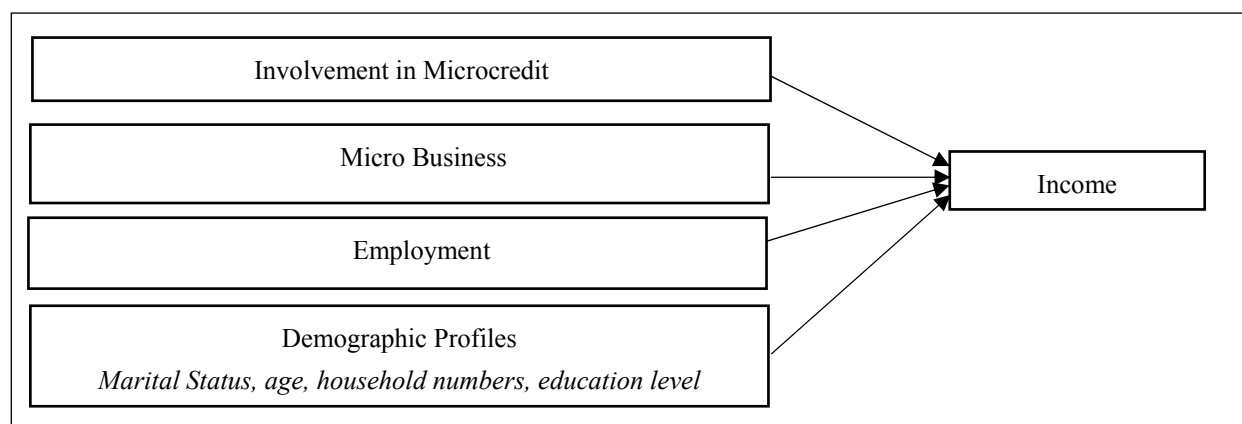 Involvement in Microcredit
Micro Business
Employment
Demographic Profiles
Marital Status, age, household numbers, education level
Income